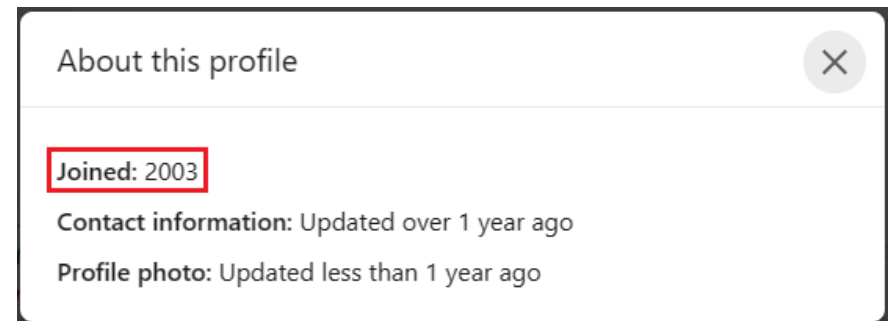 About this profile
Joined: 2003
Contact information: Updated over 1 year ago
Profile photo: Updated less than 1 year ago